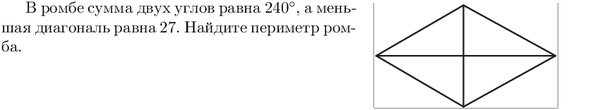 В ромбе сумма двух углов равна 240°, а мень-
шая диагональ равна 27. Найдите периметр ром-
ба.